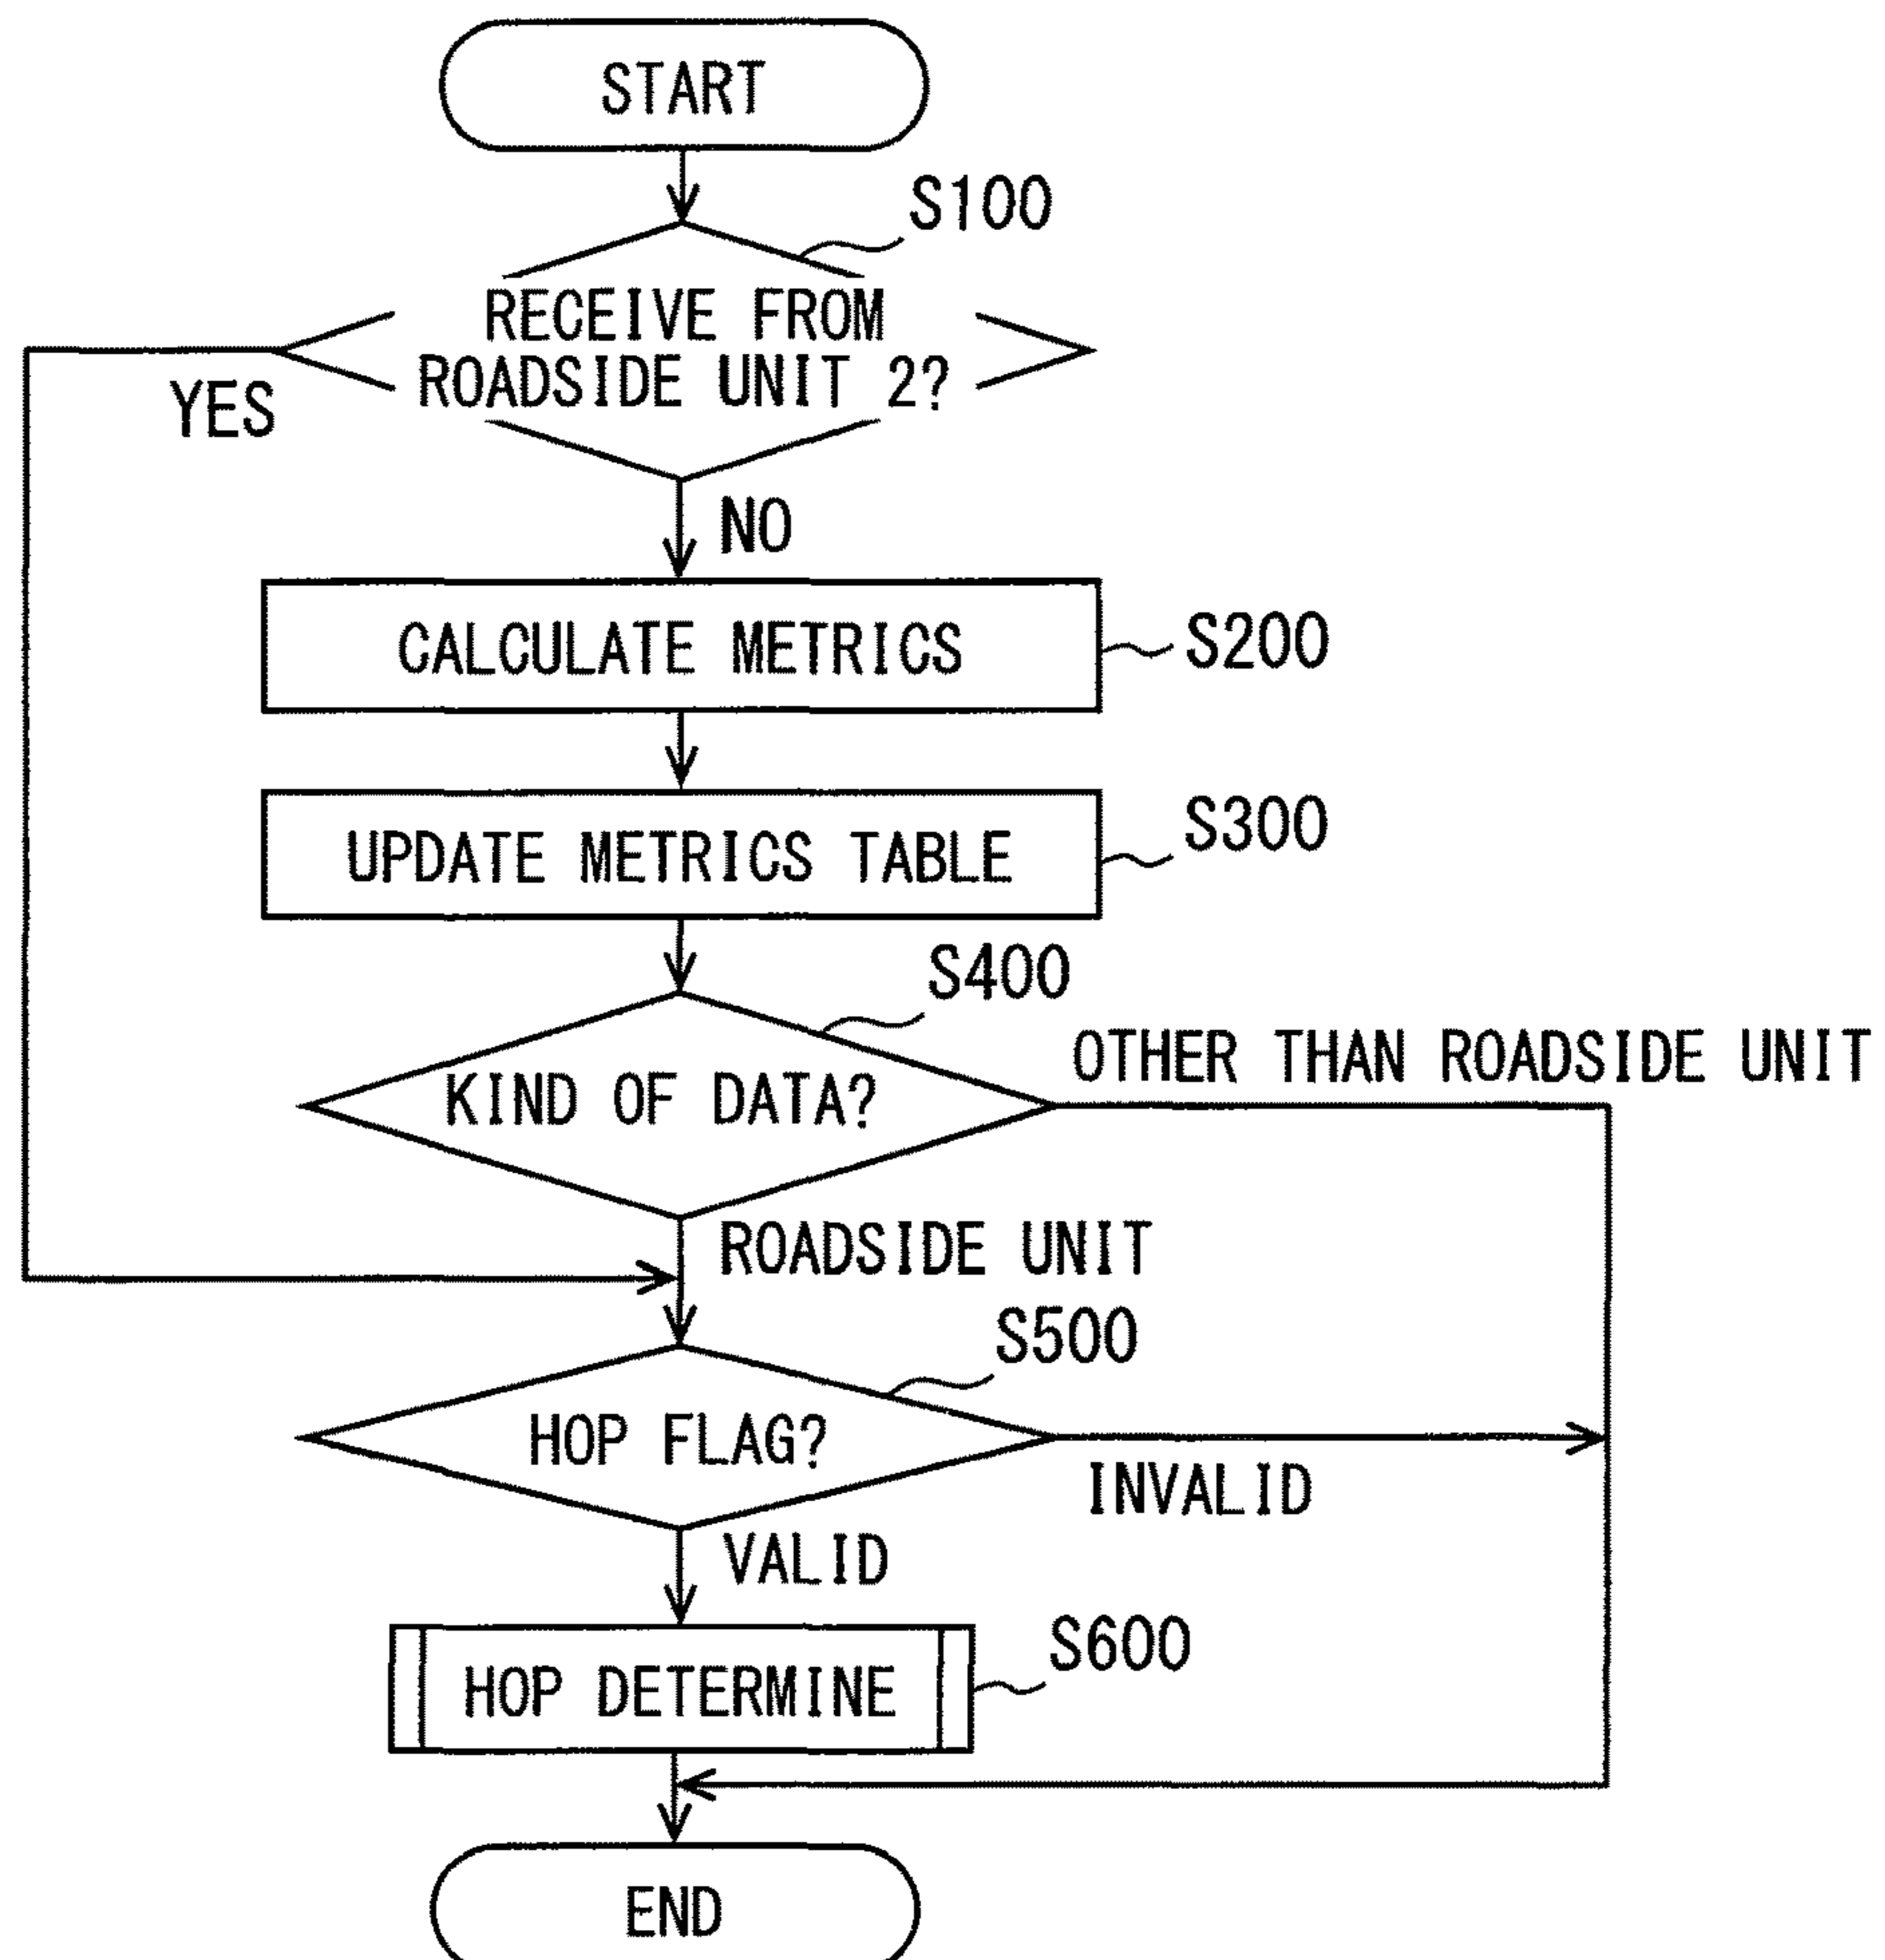 START
S100
RECEIVE FROM
ROADSIDE UNIT 2?
YES
NO
CALCULATE METRICS
S200
UPDATE METRICS TABLE
S300
S400
KIND OF DATA?
OTHER THAN ROADSIDE UNIT
ROADSIDE UNIT
S500
HOP FLAG?
INVALID
VALID
HOP DETERMINE
S600
END